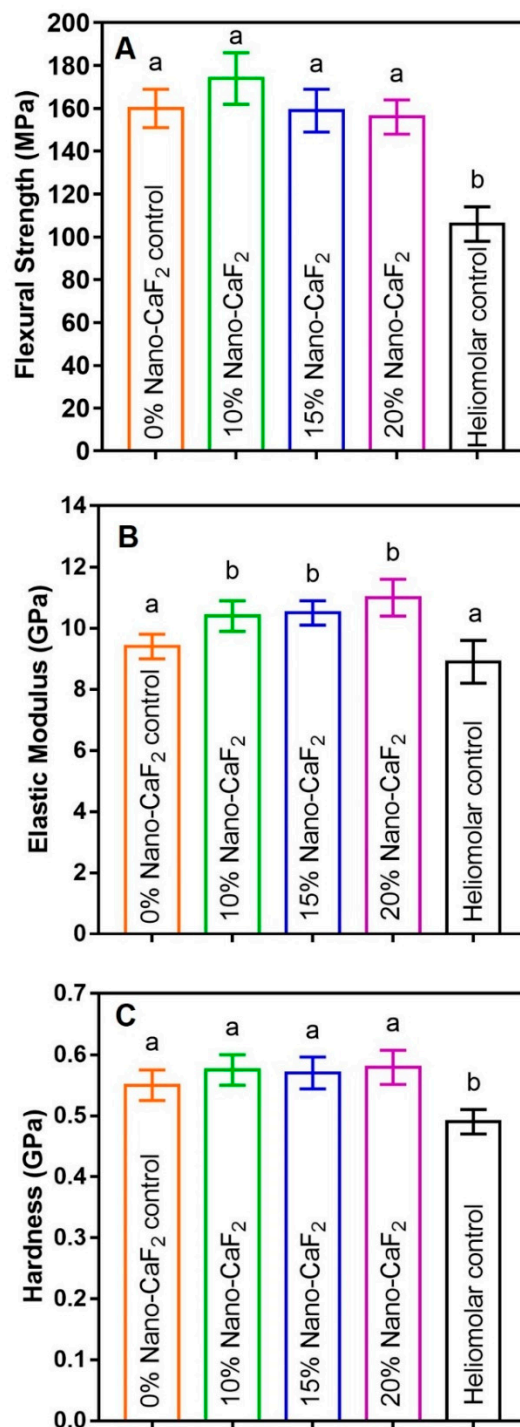 A
Flexural Strength (MPa)
200
180
160
140
120
100
80
60
40
20
0
a
a
a
a
b
0% Nano-CaF₂ control
10% Nano-CaF₂
15% Nano-CaF₂
20% Nano-CaF₂
Heliomolar control
B
Elastic Modulus (GPa)
14
12
10
8
6
4
2
0
a
b
b
b
a
0% Nano-CaF₂ control
10% Nano-CaF₂
15% Nano-CaF₂
20% Nano-CaF₂
Heliomolar control
C
Hardness (GPa)
0.7
0.6
0.5
0.4
0.3
0.2
0.1
0.0
a
a
a
a
b
0% Nano-CaF₂ control
10% Nano-CaF₂
15% Nano-CaF₂
20% Nano-CaF₂
Heliomolar control